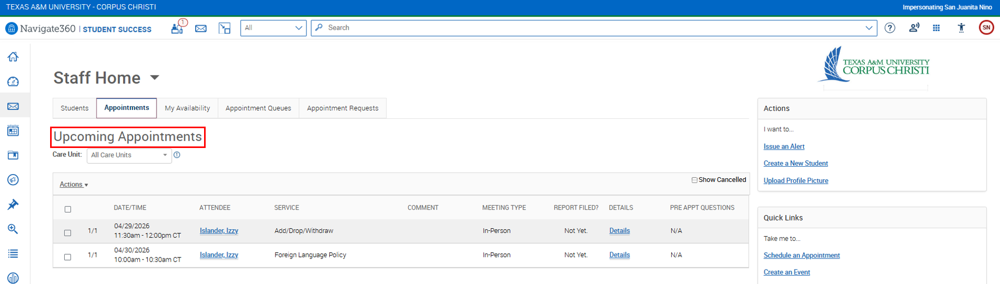 TEXAS A&M UNIVERSITY - CORPUS CHRISTI
Impersonating San Juanita Nino
Navigate360 | STUDENT SUCCESS
1
All
Search
SN
TEXAS A&M UNIVERSITY
CORPUS CHRISTI
Staff Home
Students
Appointments
My Availability
Appointment Queues
Appointment Requests
Upcoming Appointments
Care Unit:
All Care Units
Actions
Show Cancelled
DATE/TIME ATTENDEE SERVICE COMMENT MEETING TYPE REPORT FILED? DETAILS PRE APPT QUESTIONS
1/1
04/29/2026
11:30am - 12:00pm CT
Islander, Izzy
Add/Drop/Withdraw
In-Person
Not Yet.
Details
N/A
1/1
04/30/2026
10:00am - 10:30am CT
Islander, Izzy
Foreign Language Policy
In-Person
Not Yet.
Details
N/A
Actions
I want to...
Issue an Alert
Create a New Student
Upload Profile Picture
Quick Links
Take me to...
Schedule an Appointment
Create an Event